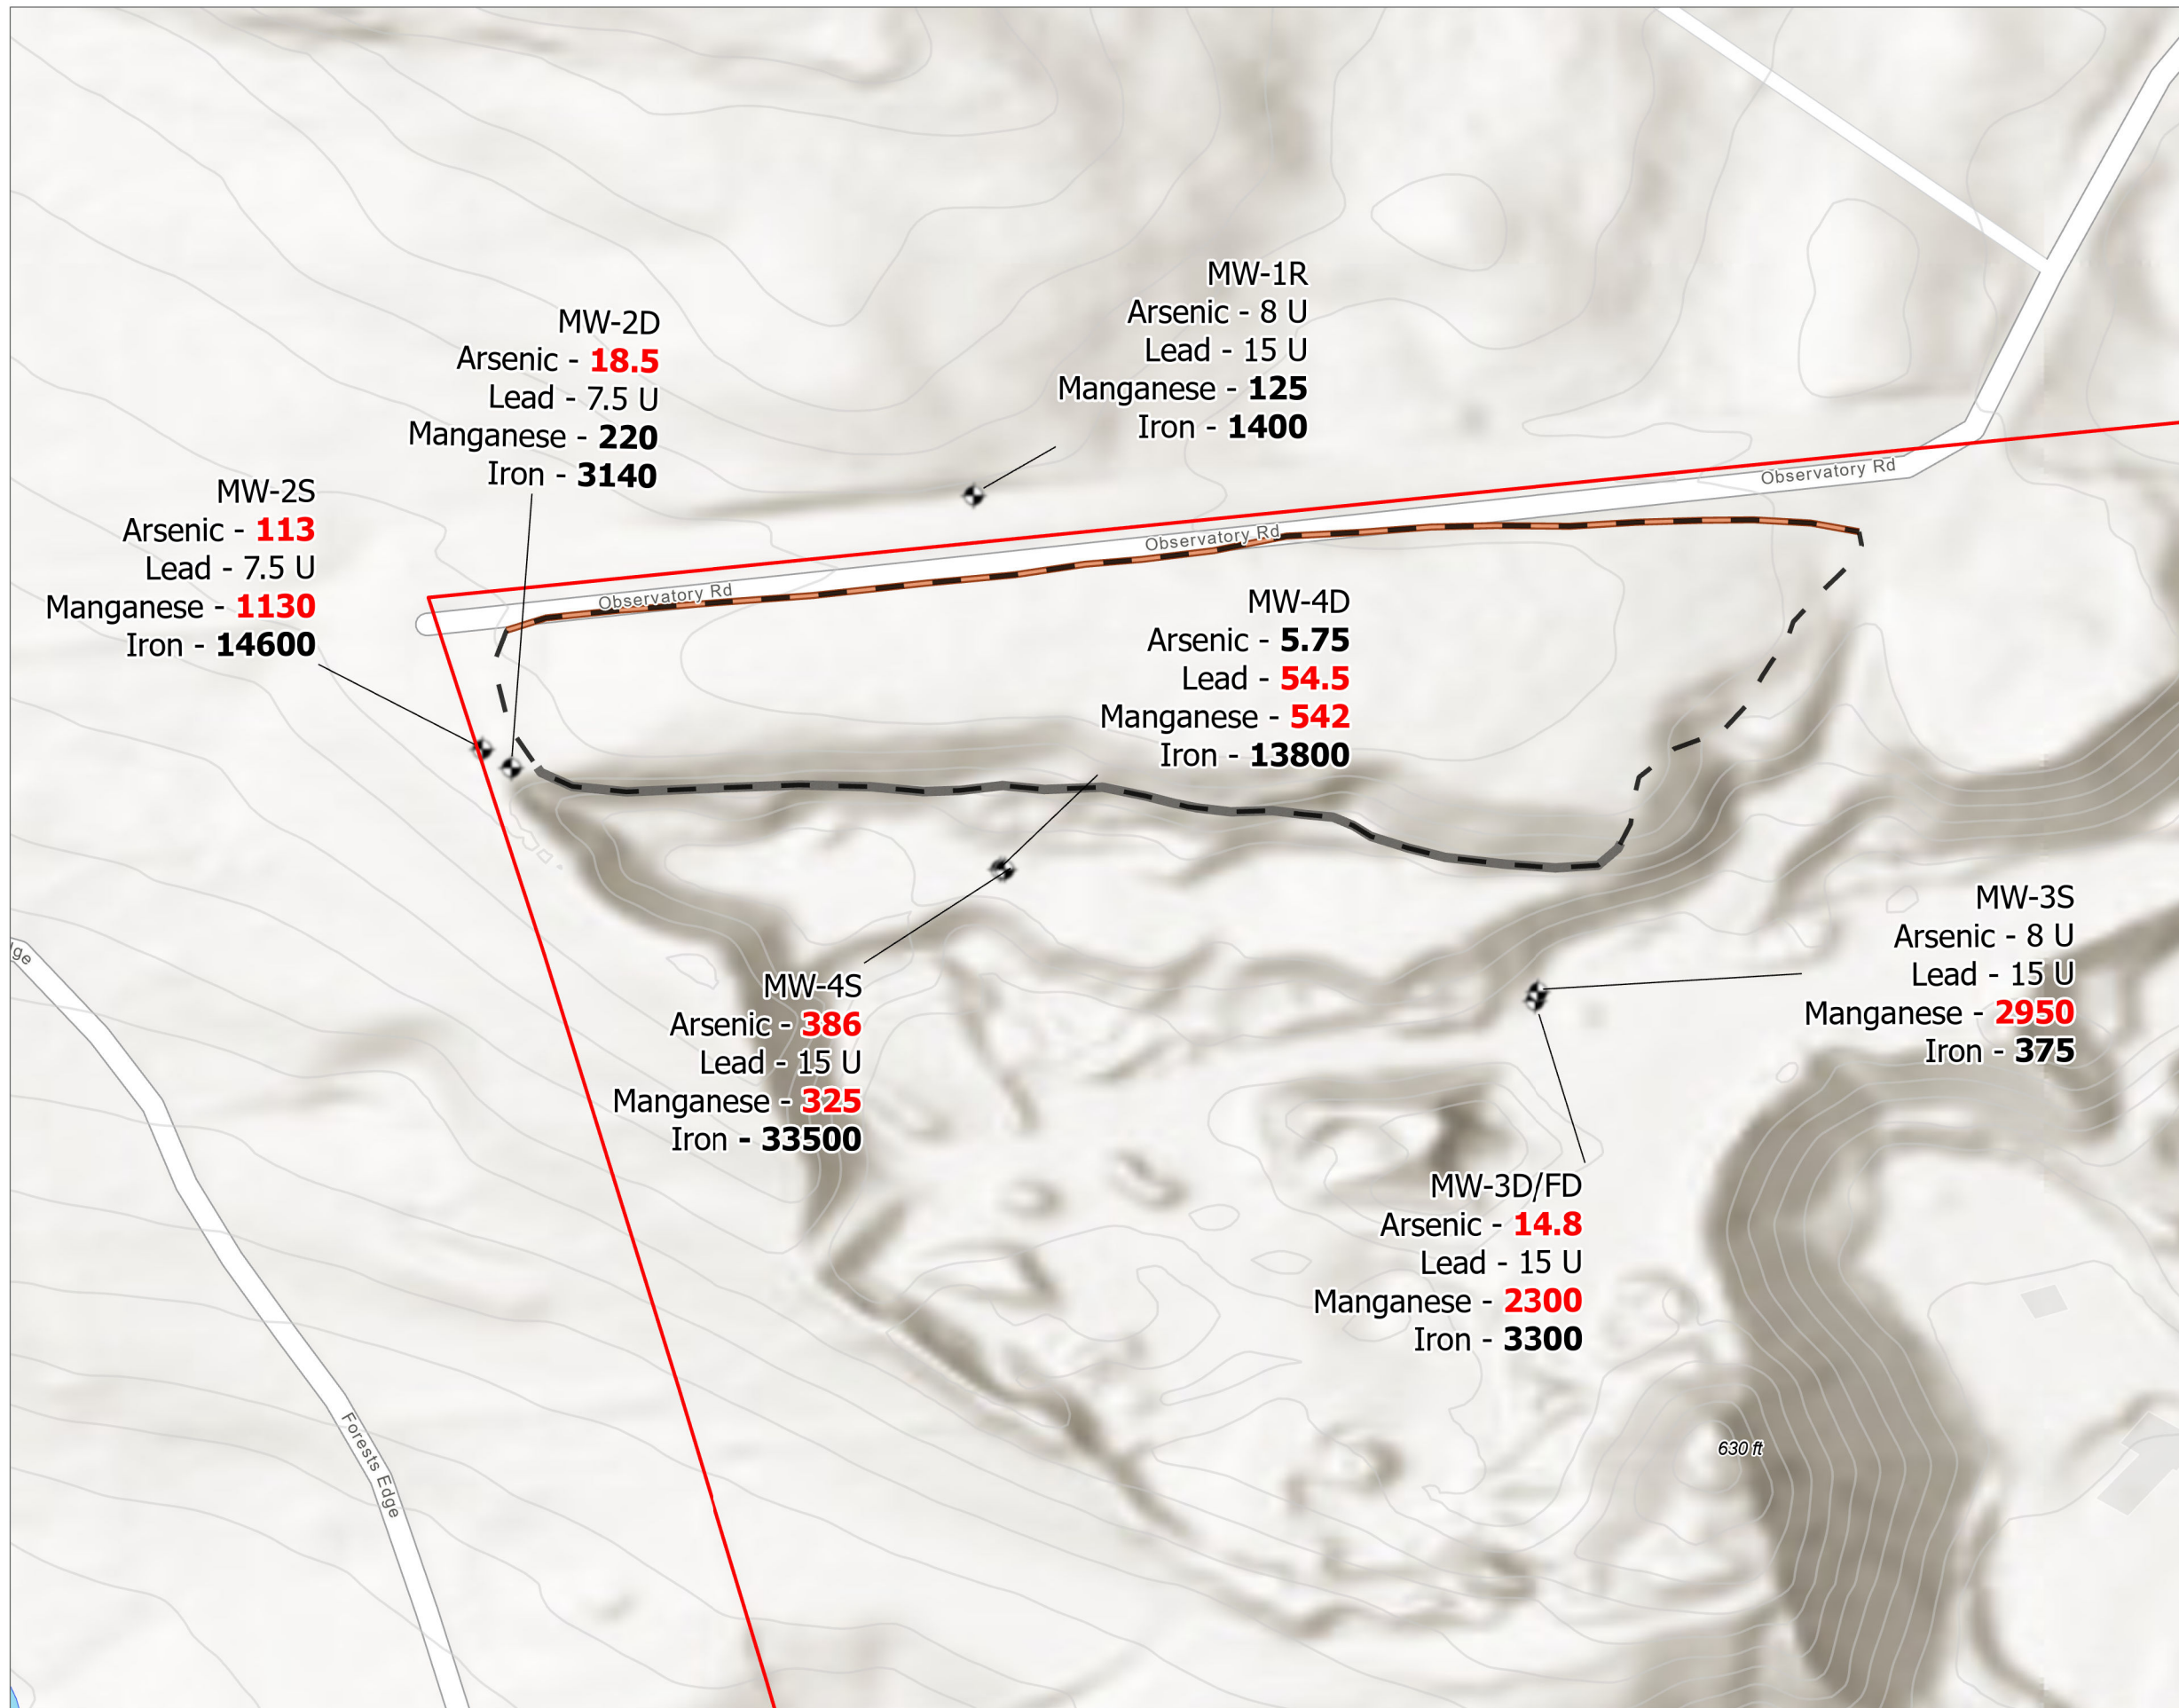 MW-1R
Arsenic - 8 U
Lead - 15 U
Manganese - 125
Iron - 1400
MW-2D
Arsenic - 18.5
Lead - 7.5 U
Manganese - 220
Iron - 3140
MW-2S
Arsenic - 113
Lead - 7.5 U
Manganese - 1130
Iron - 14600
Observatory Rd
Observatory Rd
Observatory Rd
MW-4D
Arsenic - 5.75
Lead - 54.5
Manganese - 542
Iron - 13800
MW-3S
Arsenic - 8 U
Lead - 15 U
Manganese - 2950
Iron - 375
MW-4S
Arsenic - 386
Lead - 15 U
Manganese - 325
Iron - 33500
MW-3D/FD
Arsenic - 14.8
Lead - 15 U
Manganese - 2300
Iron - 3300
Forests Edge
630 ft